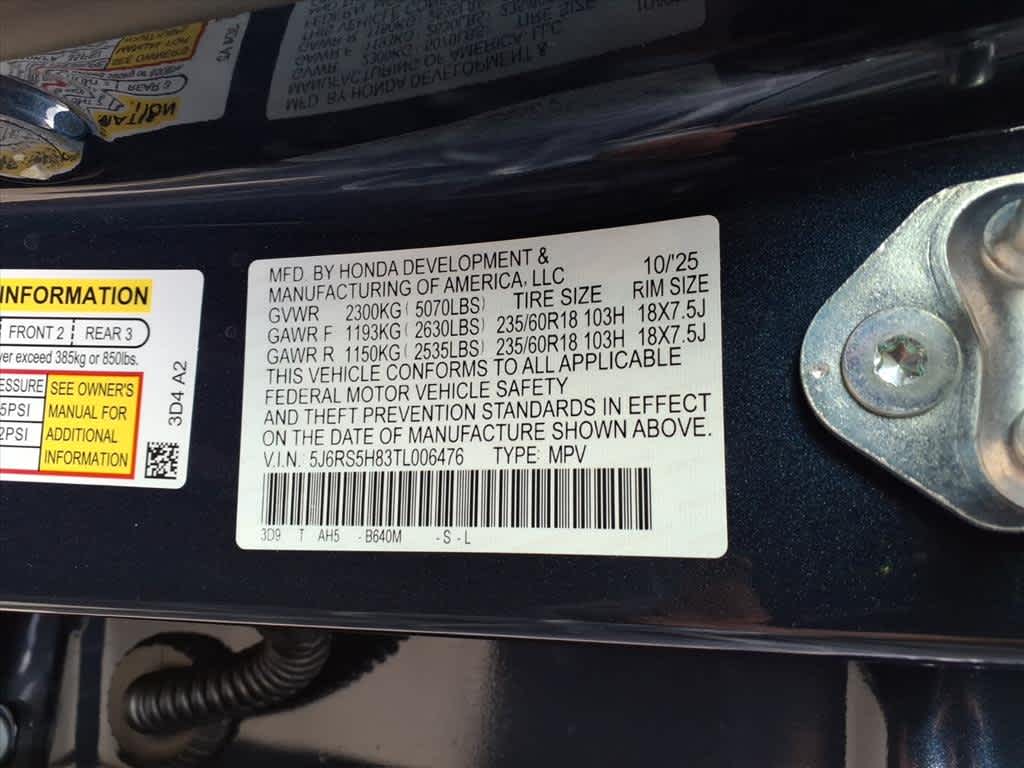 MFD. BY HONDA DEVELOPMENT &
MANUFACTURING OF AMERICA, LLC 10/'25
GVWR 2300KG ( 5070LBS) TIRE SIZE RIM SIZE
GAWR F 1193KG ( 2630LBS) 235/60R18 103H 18X7.5J
GAWR R 1150KG ( 2535LBS) 235/60R18 103H 18X7.5J
THIS VEHICLE CONFORMS TO ALL APPLICABLE
FEDERAL MOTOR VEHICLE SAFETY
AND THEFT PREVENTION STANDARDS IN EFFECT
ON THE DATE OF MANUFACTURE SHOWN ABOVE.
V.I.N. 5J6RS5H83TL006476 TYPE: MPV
3D9 T AH5 -B640M -S-L
INFORMATION
FRONT 2 REAR 3
exceed 385kg or 850lbs.
SEE OWNER'S
MANUAL FOR
ADDITIONAL
INFORMATION
3D4 A2